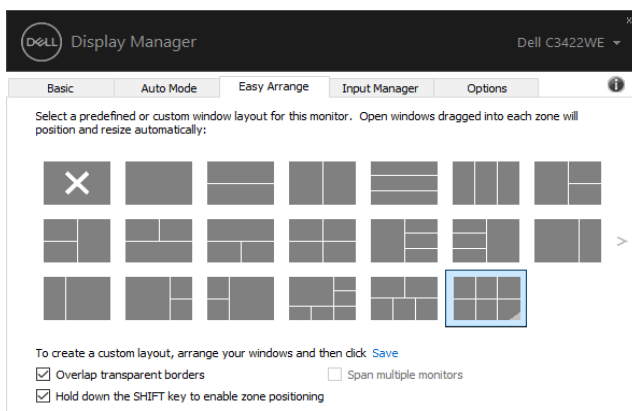 DELL Display Manager Dell C3422WE
Basic Auto Mode Easy Arrange Input Manager Options
Select a predefined or custom window layout for this monitor. Open windows dragged into each zone will
position and resize automatically:
To create a custom layout, arrange your windows and then click Save
Overlap transparent borders Span multiple monitors
Hold down the SHIFT key to enable zone positioning